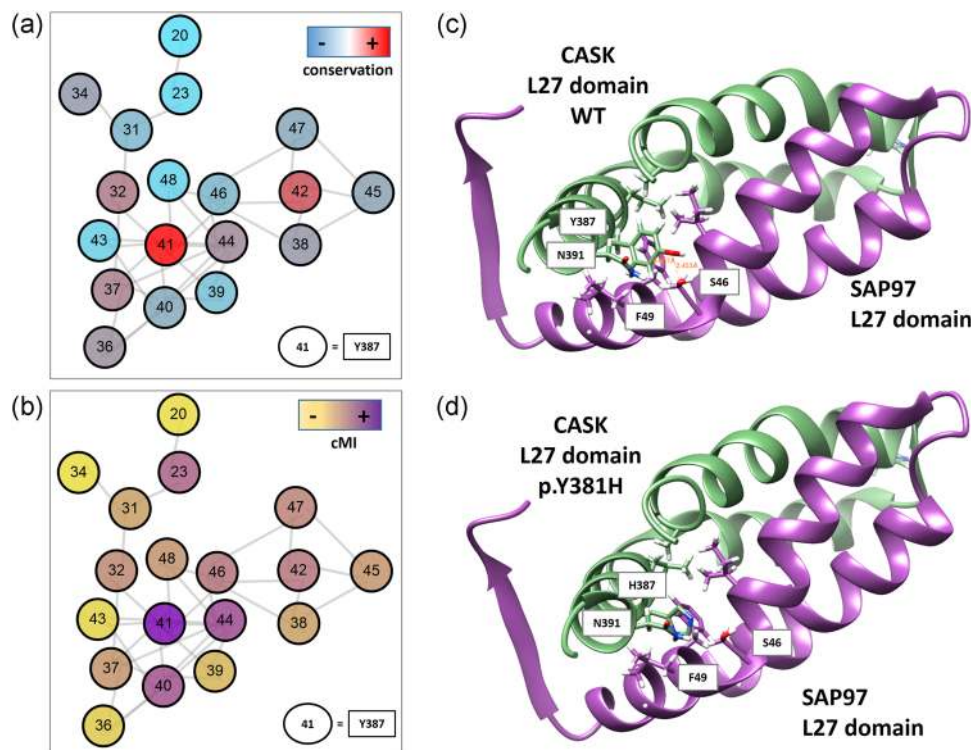 (a)
20
- +
conservation
34
23
31
47
32
48
46
42
45
43
41
44
38
37
40
39
36
41 = Y387
(b)
20
- +
cMI
34
23
31
47
32
48
46
42
45
43
41
44
38
37
40
39
36
41 = Y387
(c)
CASK
L27 domain
WT
Y387
N391
S46
F49
SAP97
L27 domain
(d)
CASK
L27 domain
p.Y381H
H387
N391
S46
F49
SAP97
L27 domain